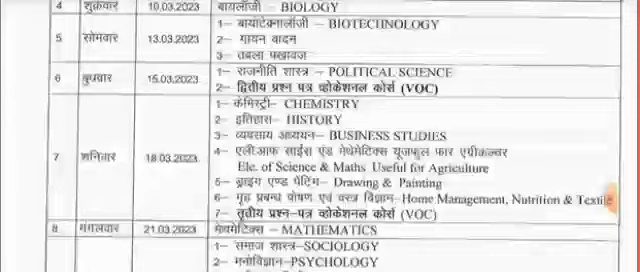 4 शुक्रवार 10.03.2023 बायलॉजी – BIOLOGY
1– बायोटेक्नालॉजी – BIOTECHNOLOGY
5 सोमवार 13.03.2023 2– गायन वादन
3– तबला पखावज
6 बुधवार 15.03.2023 1– राजनीति शास्त्र – POLITICAL SCIENCE
2– द्वितीय प्रश्न पत्र व्होकेशनल कोर्स (VOC)
1– केमिस्ट्री– CHEMISTRY
2– इतिहास– HISTORY
3– व्यवसाय अध्ययन– BUSINESS STUDIES
7 शनिवार 18.03.2023 4– एली.आफ साईंस एंड मेथेमेटिक्स यूजफुल फार एग्रीकल्चर
Ele. of Science & Maths Useful for Agriculture
5– ड्राइग एण्ड पेंटिंग– Drawing & Painting
6– गृह प्रबन्ध पोषण एवं वस्त्र विज्ञान–Home Management, Nutrition & Textile
7– तृतीय प्रश्न–पत्र व्होकेशनल कोर्स (VOC)
8 मंगलवार 21.03.2023 मेथमेटिक्स – MATHEMATICS
1– समाज शास्त्र–SOCIOLOGY
2– मनोविज्ञान–PSYCHOLOGY